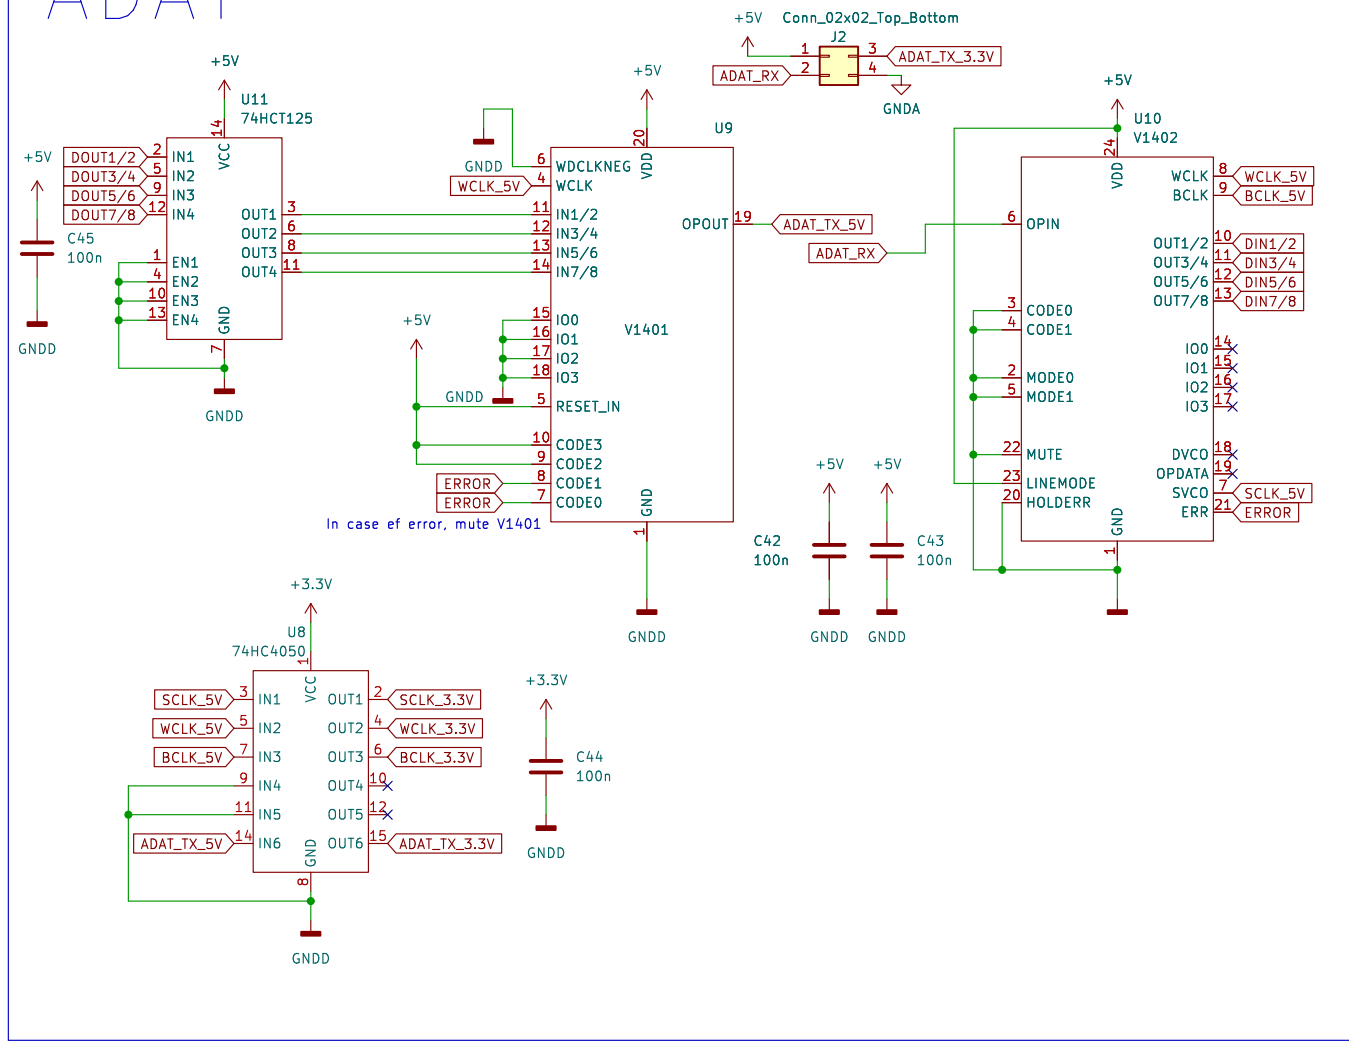 ADAT
+5V
Conn_02x02_Top_Bottom
J2
1
2
3
4
ADAT_RX
ADAT_TX_3.3V
GNDA
+5V
U11
74HCT125
14
VCC
DOUT1/2
2
IN1
DOUT3/4
5
IN2
DOUT5/6
9
IN3
DOUT7/8
12
IN4
OUT1
3
OUT2
6
OUT3
8
OUT4
11
1
EN1
4
EN2
10
EN3
13
EN4
GND
7
GNDD
+5V
C45
100n
GNDD
+5V
U9
20
VDD
GNDD
6
WDCLKNEG
WCLK_5V
4
WCLK
11
IN1/2
12
IN3/4
13
IN5/6
14
IN7/8
OPOUT
19
ADAT_TX_5V
V1401
15
IO0
16
IO1
17
IO2
18
IO3
GNDD
+5V
5
RESET_IN
10
CODE3
9
CODE2
ERROR
8
CODE1
ERROR
7
CODE0
In case ef error, mute V1401
GND
1
GNDD
+5V
U10
V1402
24
VDD
ADAT_RX
6
OPIN
3
CODE0
4
CODE1
2
MODE0
5
MODE1
22
MUTE
23
LINEMODE
20
HOLDERR
WCLK
8
WCLK_5V
BCLK
9
BCLK_5V
OUT1/2
10
DIN1/2
OUT3/4
11
DIN3/4
OUT5/6
12
DIN5/6
OUT7/8
13
DIN7/8
IO0
14
IO1
15
IO2
16
IO3
17
DVCO
18
OPDATA
19
SVCO
7
SCLK_5V
ERR
21
ERROR
GND
1
GNDD
+5V
C42
100n
GNDD
+5V
C43
100n
GNDD
+3.3V
U8
74HC4050
1
VCC
SCLK_5V
3
IN1
OUT1
2
SCLK_3.3V
WCLK_5V
5
IN2
OUT2
4
WCLK_3.3V
BCLK_5V
7
IN3
OUT3
6
BCLK_3.3V
9
IN4
OUT4
10
11
IN5
OUT5
12
ADAT_TX_5V
14
IN6
OUT6
15
ADAT_TX_3.3V
GND
8
GNDD
+3.3V
C44
100n
GNDD